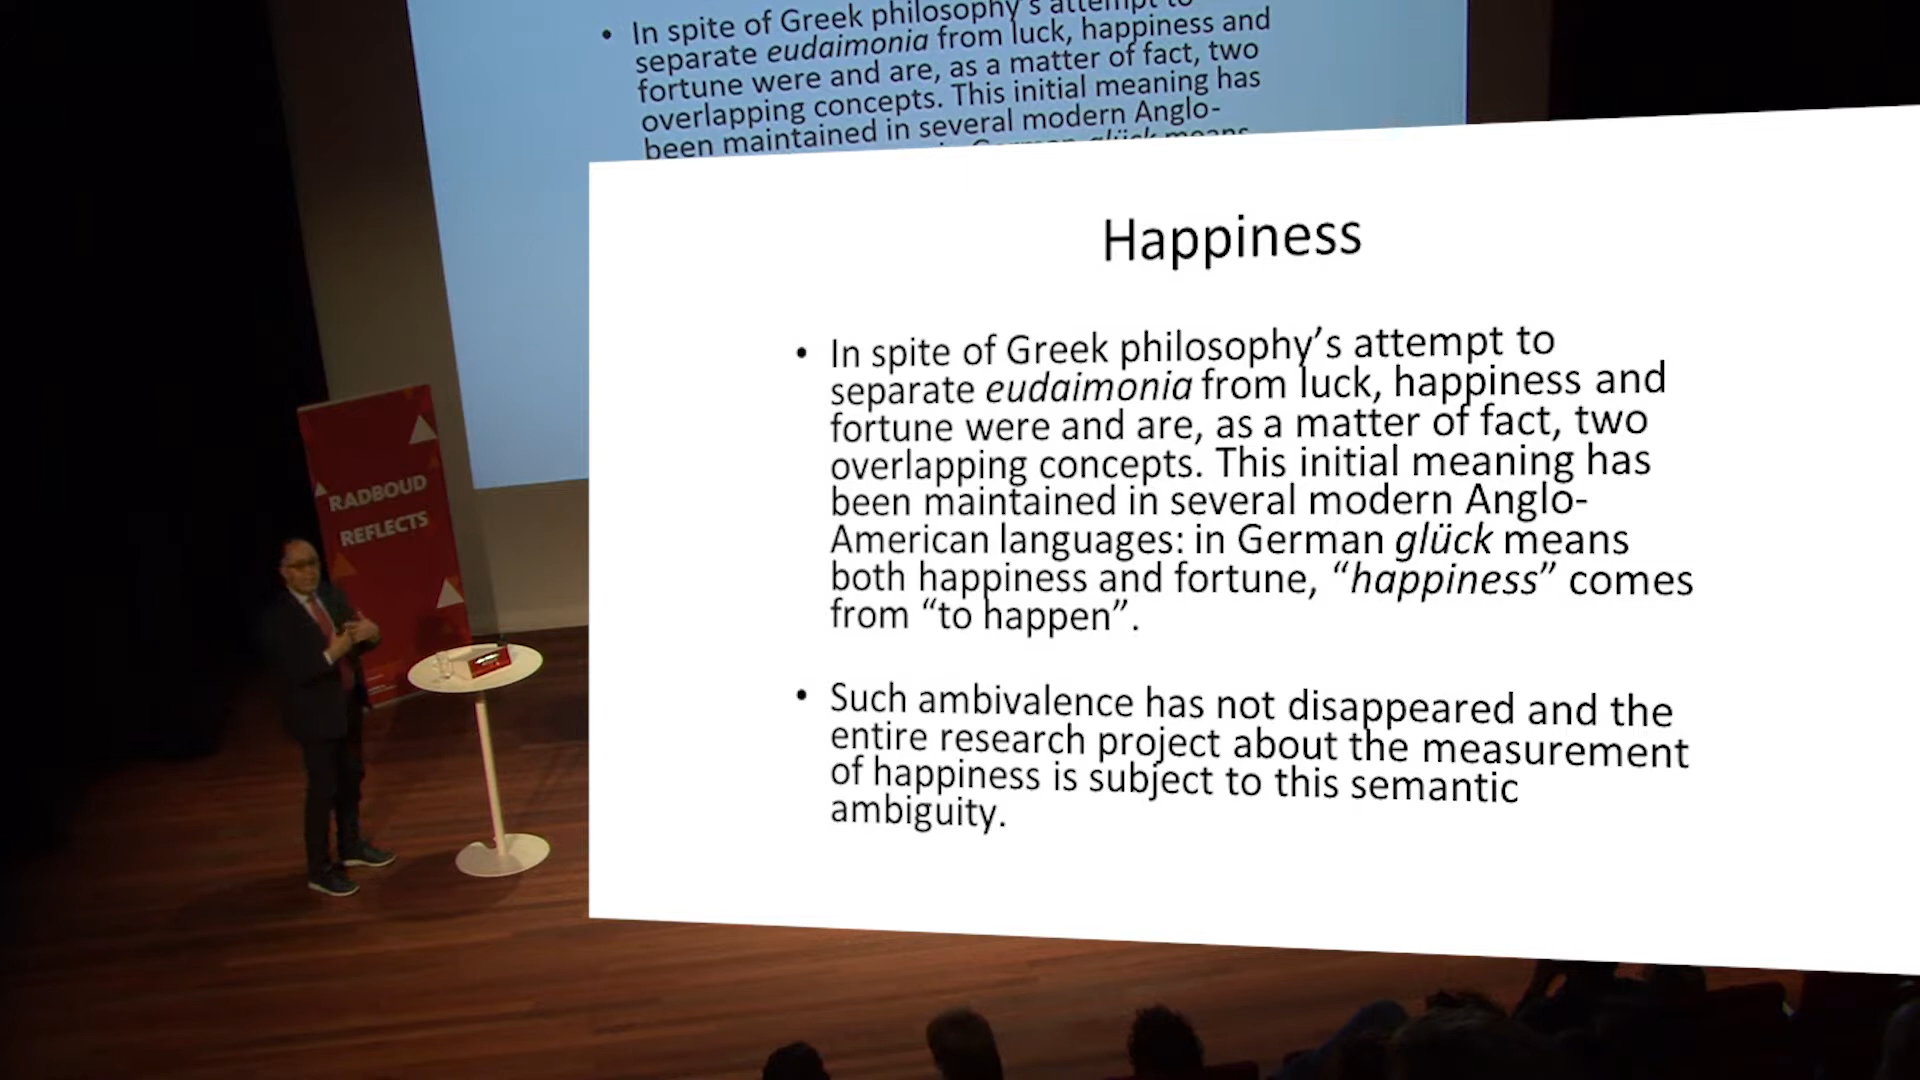 In spite of Greek philosophy's attempt to
• separate eudaimonia from luck, happiness and
fortune were and are, as a matter of fact, two
overlapping concepts. This initial meaning has
been maintained in several modern Anglo-
German glück means
Happiness
• In spite of Greek philosophy’s attempt to
separate eudaimonia from luck, happiness and
fortune were and are, as a matter of fact, two
overlapping concepts. This initial meaning has
been maintained in several modern Anglo-
American languages: in German glück means
both happiness and fortune, “happiness” comes
from “to happen”.
• Such ambivalence has not disappeared and the
entire research project about the measurement
of happiness is subject to this semantic
ambiguity.
RADBOUD
REFLECTS